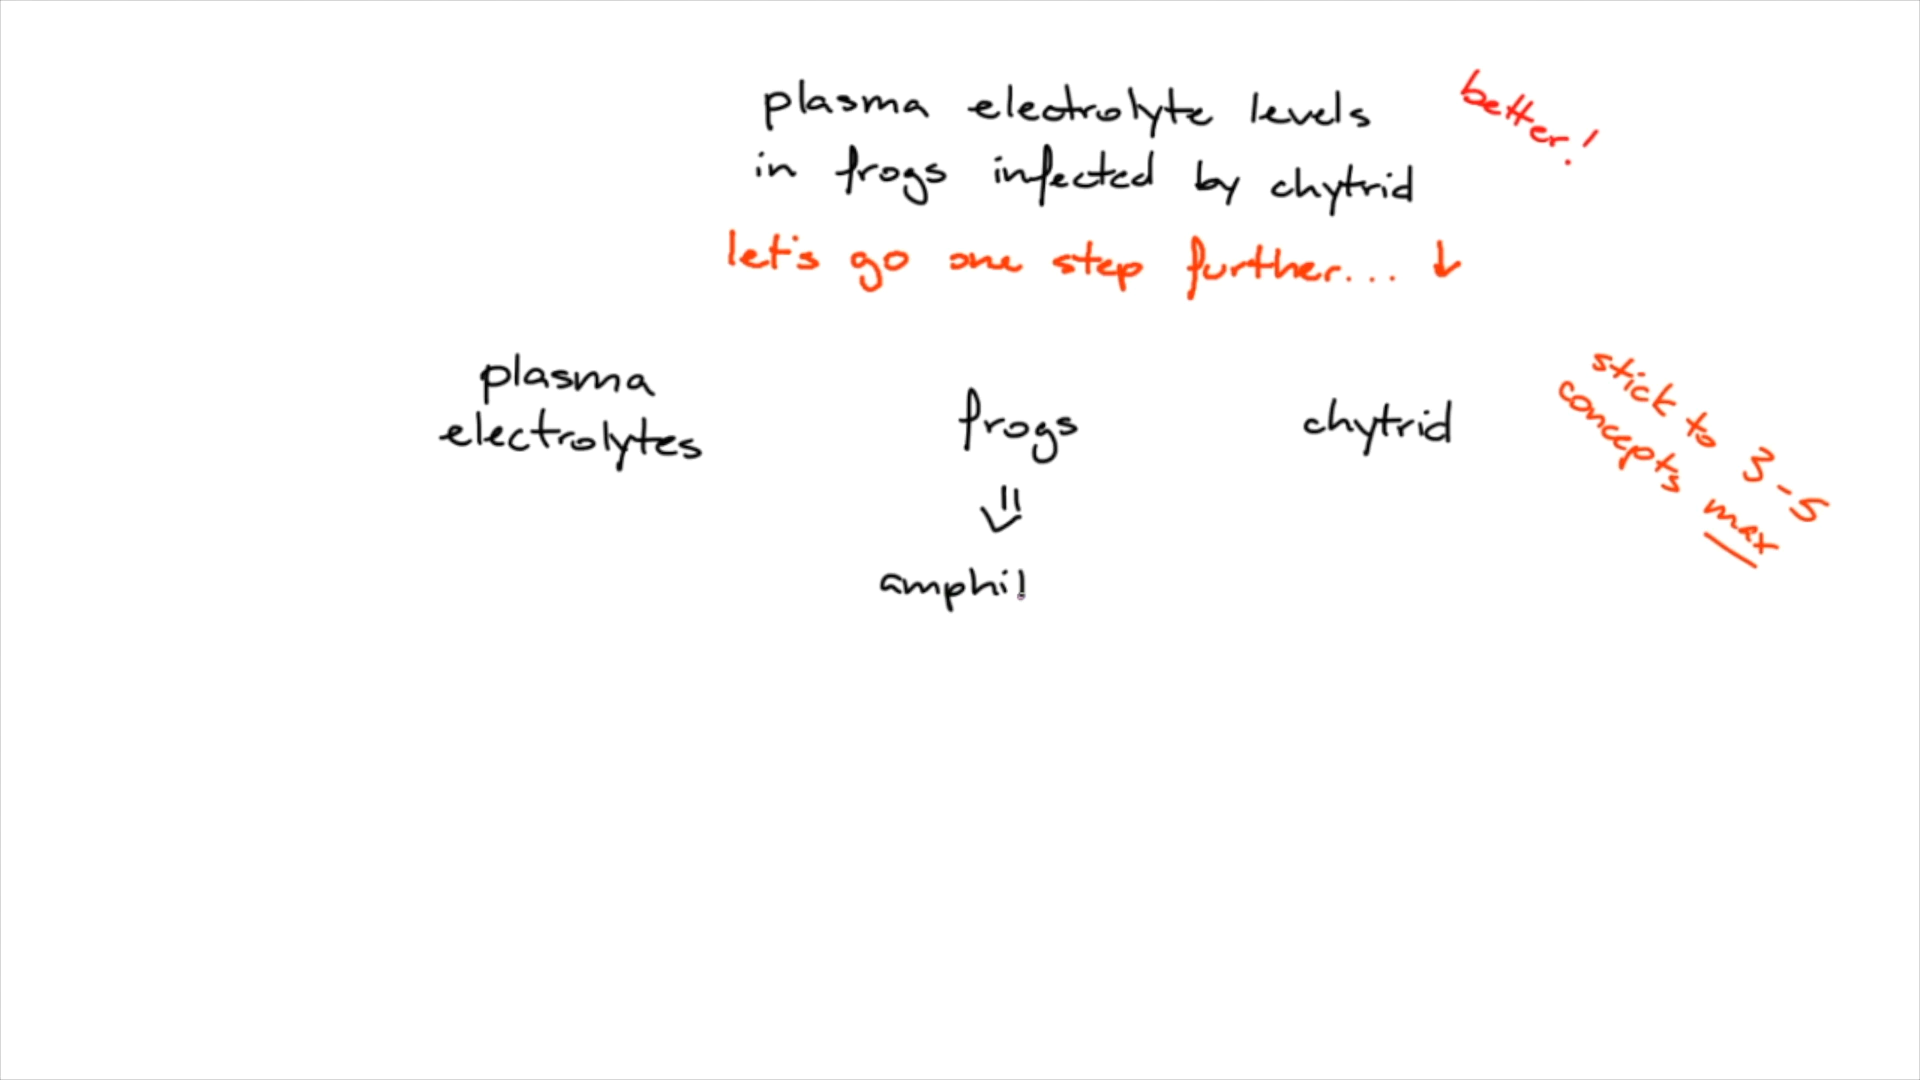 plasma electrolyte levels
in frogs infected by chytrid
better!
let's go one step further... ↓
plasma
electrolytes
frogs
chytrid
stick to 3-5
concepts max
amphi